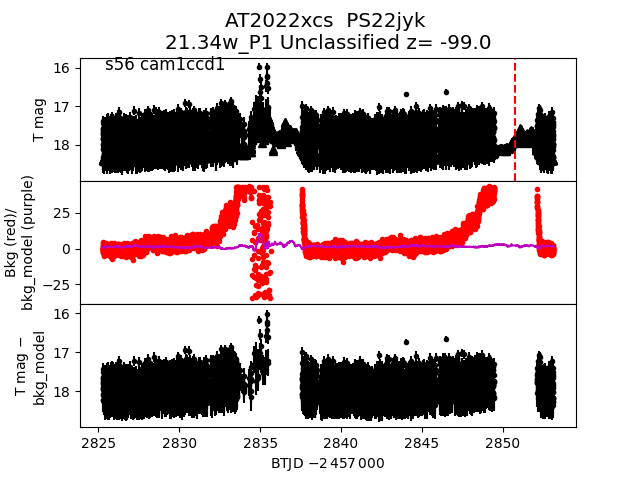 AT2022xcs  PS22jyk
21.34w_P1 Unclassified z= -99.0
s56 cam1ccd1
T mag
16
17
18
Bkg (red)/
bkg_model (purple)
25
0
−25
T mag −
bkg_model
16
17
18
2825
2830
2835
2840
2845
2850
BTJD −2 457 000